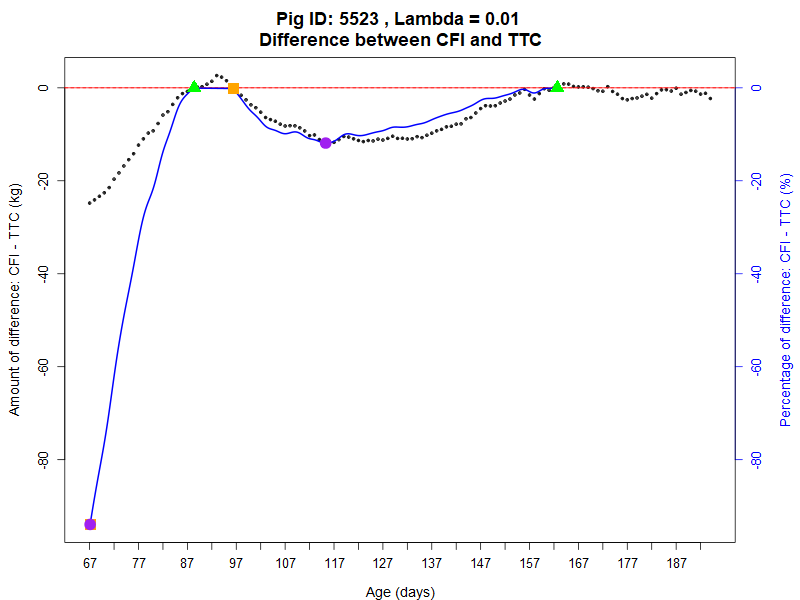 Pig ID: 5523 , Lambda = 0.01
Difference between CFI and TTC
Amount of difference: CFI - TTC (kg)
0
-20
-40
-60
-80
0
-20
-40
-60
-80
Percentage of difference: CFI - TTC (%)
67 77 87 97 107 117 127 137 147 157 167 177 187
Age (days)